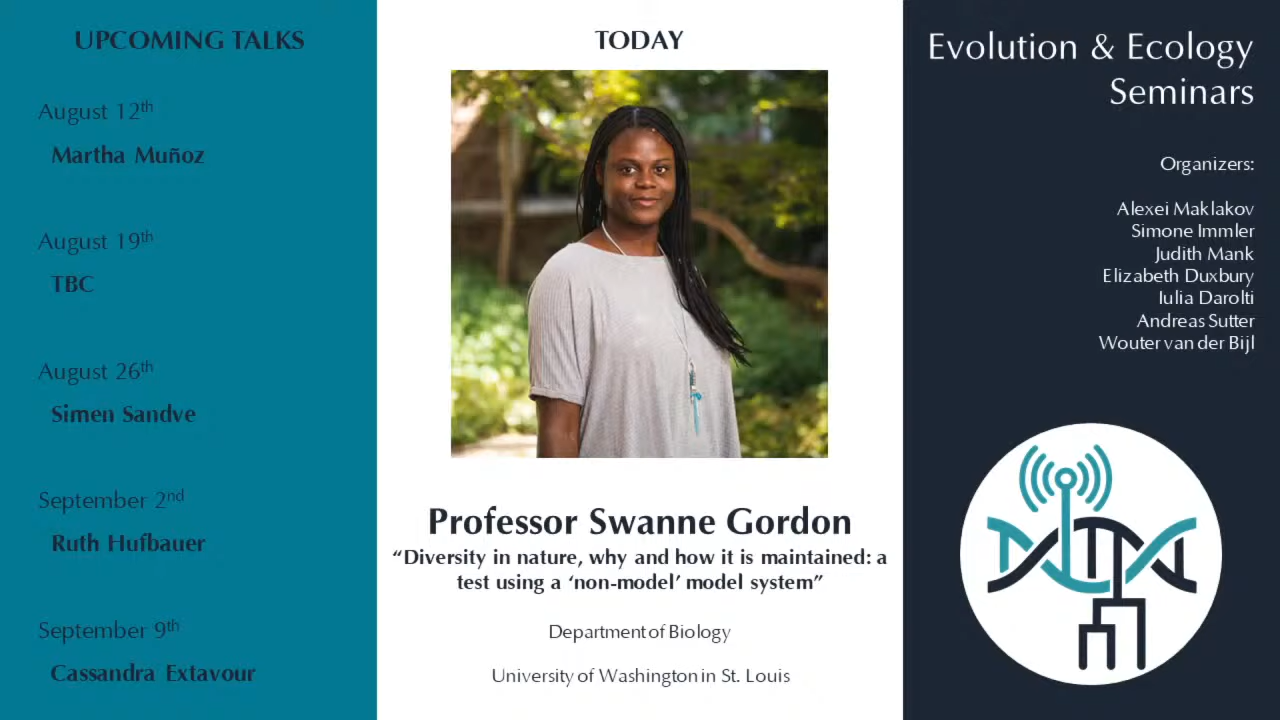 UPCOMING TALKS
August 12th
Martha Muñoz
August 19th
TBC
August 26th
Simen Sandve
September 2nd
Ruth Hufbauer
September 9th
Cassandra Extavour
TODAY
Professor Swanne Gordon
“Diversity in nature, why and how it is maintained: a
test using a ‘non-model’ model system”
Department of Biology
University of Washington in St. Louis
Evolution & Ecology
Seminars
Organizers:
Alexei Maklakov
Simone Immler
Judith Mank
Elizabeth Duxbury
Iulia Darolti
Andreas Sutter
Wouter van der Bijl